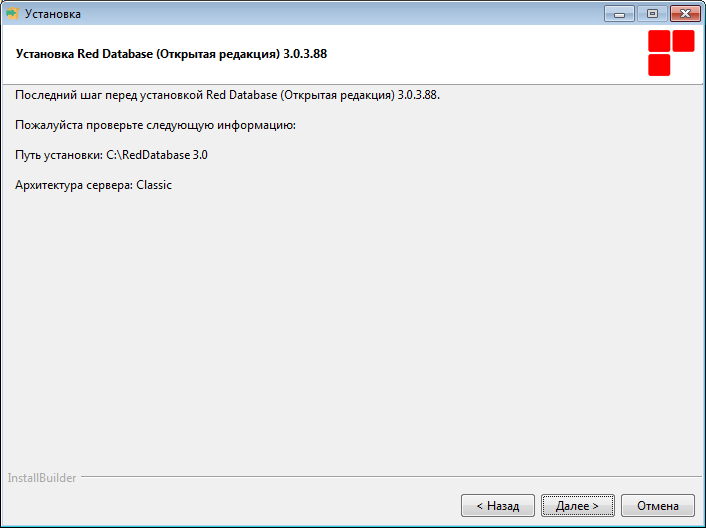 Установка
Установка Red Database (Открытая редакция) 3.0.3.88
Последний шаг перед установкой Red Database (Открытая редакция) 3.0.3.88.
Пожалуйста проверьте следующую информацию:
Путь установки: C:\RedDatabase 3.0
Архитектура сервера: Classic
InstallBuilder
< Назад
Далее >
Отмена